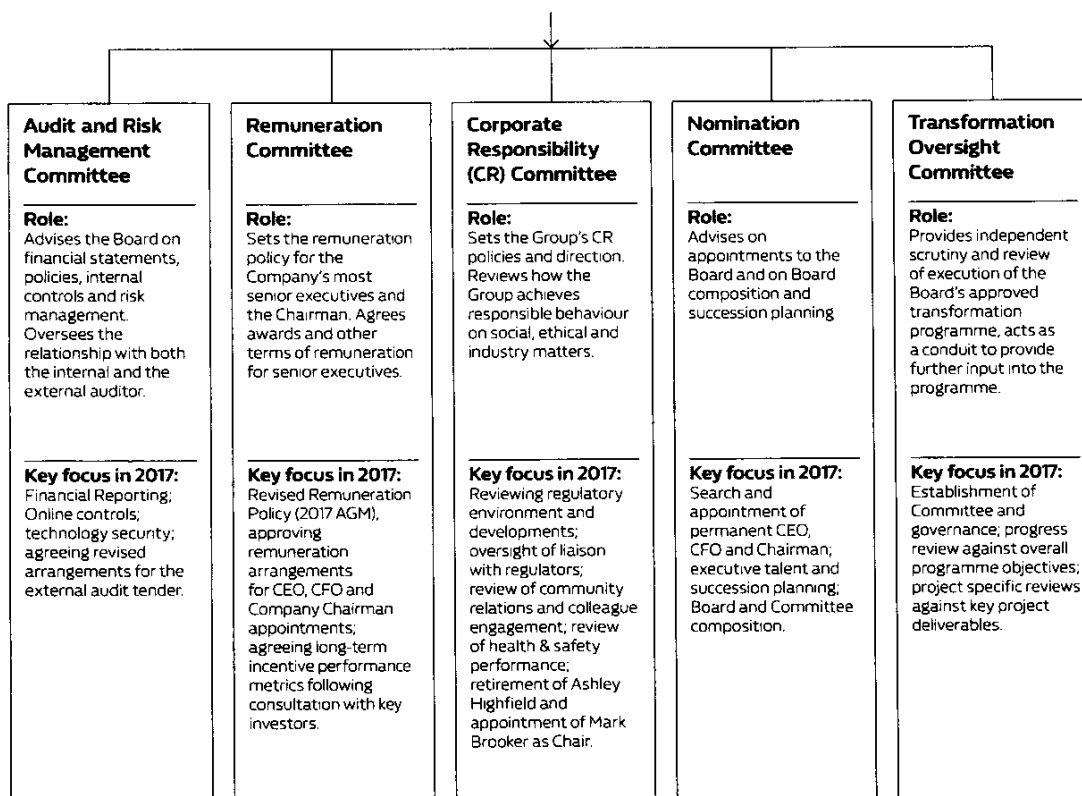 Audit and Risk
Management
Committee
Role:
Advises the Board on
financial statements,
policies, internal
controls and risk
management.
Oversees the
relationship with both
the internal and the
external auditor.
Key focus in 2017:
Financial Reporting;
Online controls;
technology security;
agreeing revised
arrangements for the
external audit tender.
Remuneration
Committee
Role:
Sets the remuneration
policy for the
Company's most
senior executives and
the Chairman. Agrees
awards and other
terms of remuneration
for senior executives.
Key focus in 2017:
Revised Remuneration
Policy (2017 AGM),
approving
remuneration
arrangements
for CEO, CFO and
Company Chairman
appointments;
agreeing long-term
incentive performance
metrics following
consultation with key
investors.
Corporate
Responsibility
(CR) Committee
Role:
Sets the Group's CR
policies and direction.
Reviews how the
Group achieves
responsible behaviour
on social, ethical and
industry matters.
Key focus in 2017:
Reviewing regulatory
environment and
developments;
oversight of liaison
with regulators;
review of community
relations and colleague
engagement; review
of health & safety
performance;
retirement of Ashley
Highfield and
appointment of Mark
Brooker as Chair.
Nomination
Committee
Role:
Advises on
appointments to the
Board and on Board
composition and
succession planning
Key focus in 2017:
Search and
appointment of
permanent CEO,
CFO and Chairman;
executive talent and
succession planning;
Board and Committee
composition.
Transformation
Oversight
Committee
Role:
Provides independent
scrutiny and review
of execution of the
Board's approved
transformation
programme, acts as
a conduit to provide
further input into the
programme.
Key focus in 2017:
Establishment of
Committee and
governance; progress
review against overall
programme objectives;
project specific reviews
against key project
deliverables.